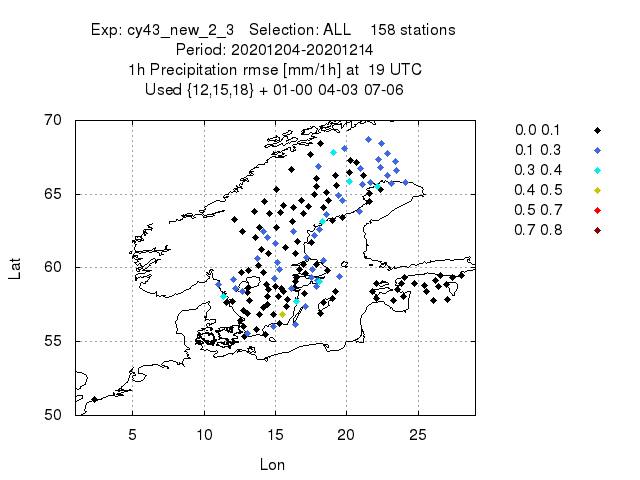 Exp: cy43_new_2_3   Selection: ALL    158 stations
Period: 20201204-20201214
1h Precipitation rmse [mm/1h] at  19 UTC
Used {12,15,18} + 01-00 04-03 07-06
70
65
60
55
50
Lat
5 10 15 20 25
Lon
0.0 0.1
0.1 0.3
0.3 0.4
0.4 0.5
0.5 0.7
0.7 0.8